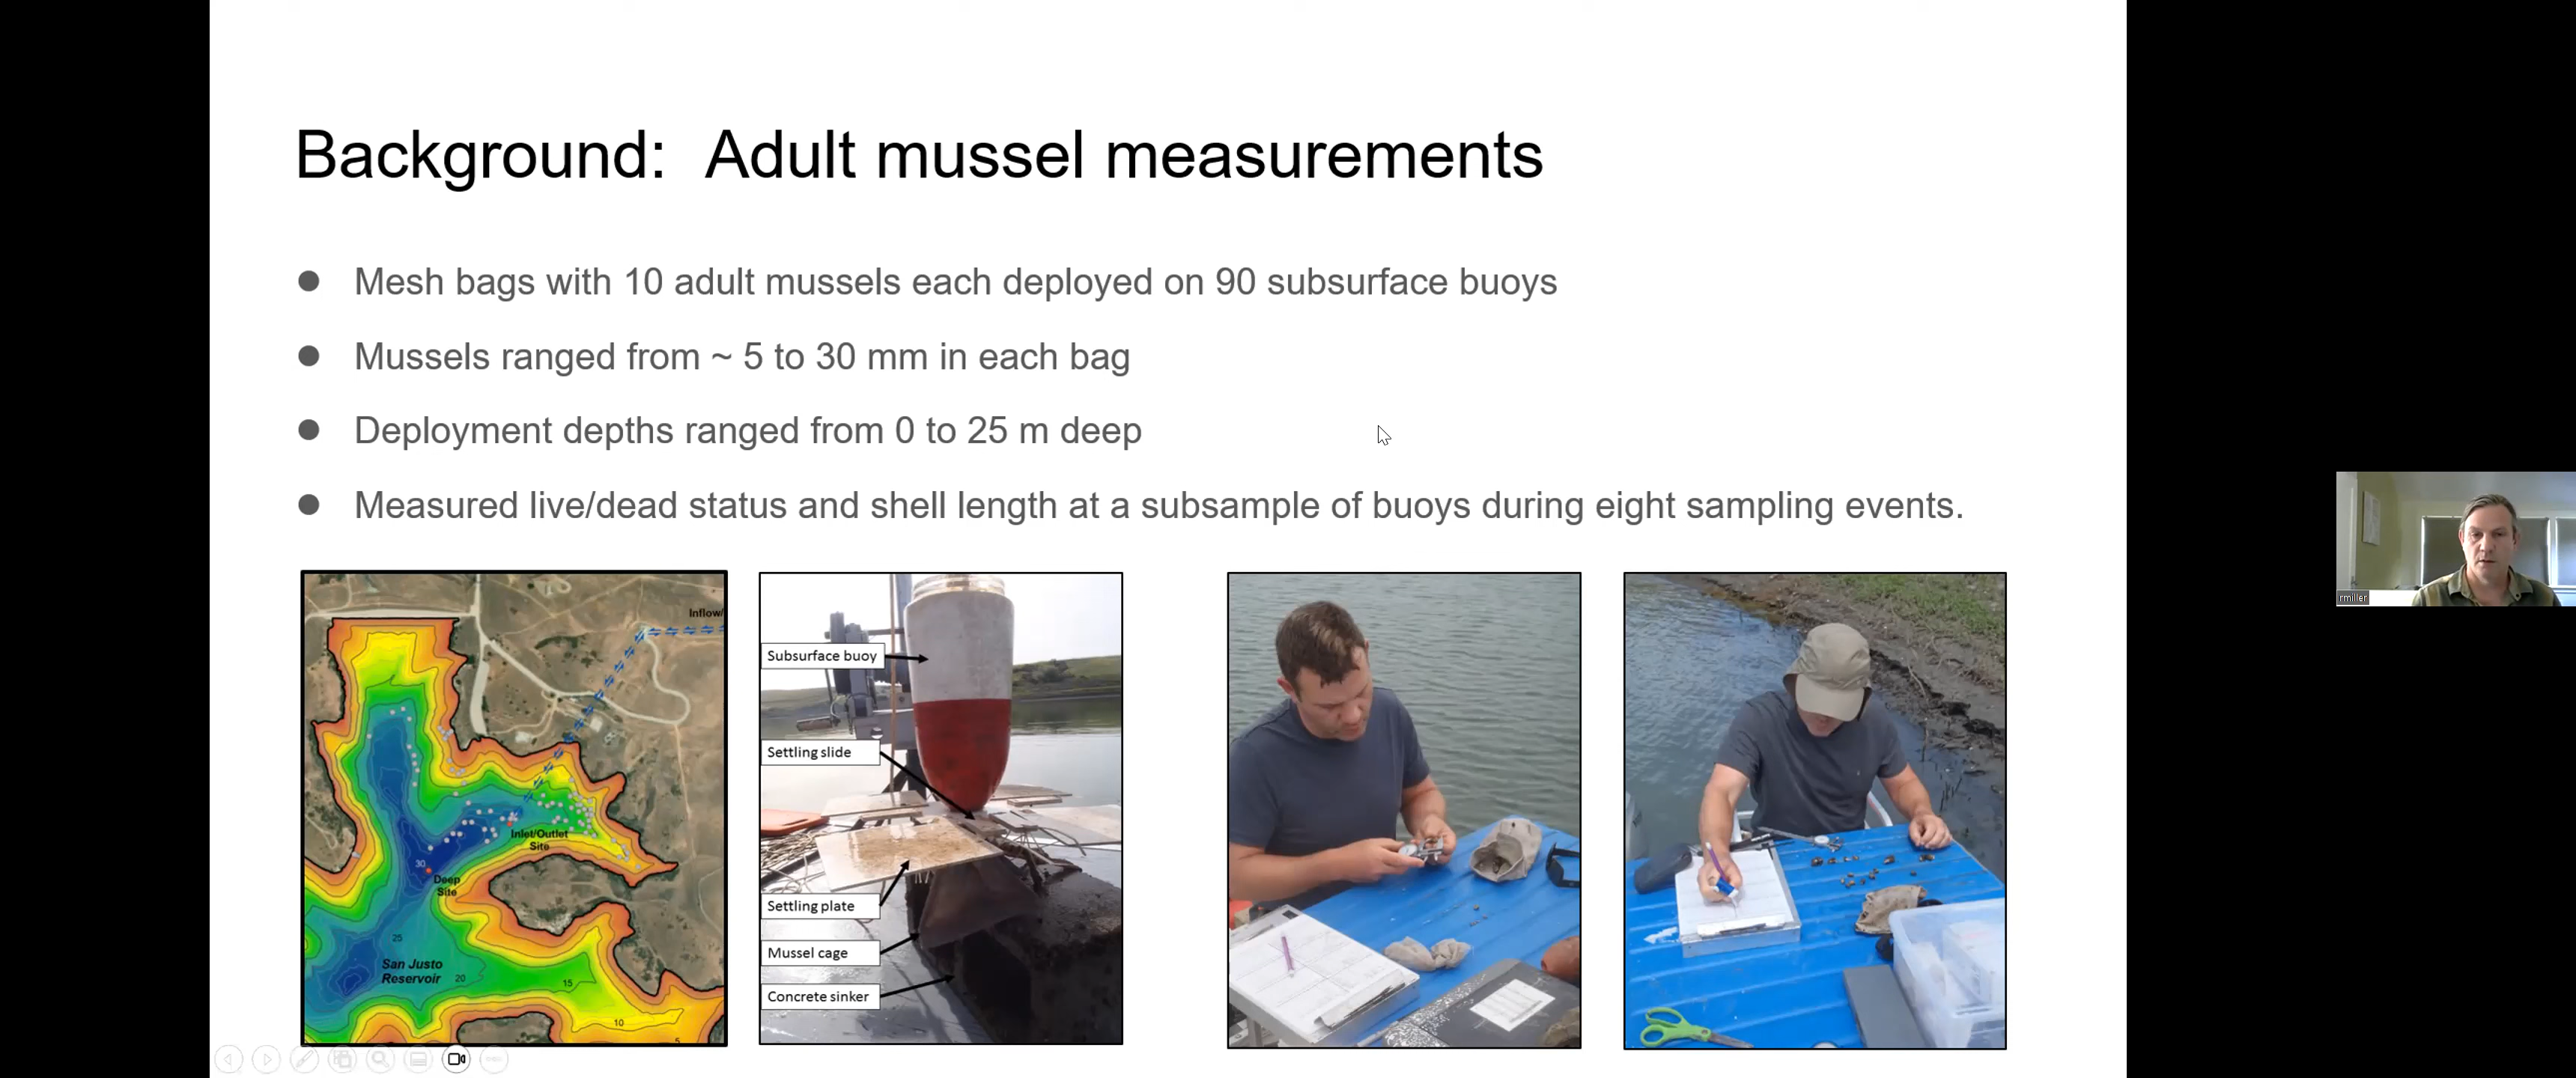 Background: Adult mussel measurements
● Mesh bags with 10 adult mussels each deployed on 90 subsurface buoys
● Mussels ranged from ~ 5 to 30 mm in each bag
● Deployment depths ranged from 0 to 25 m deep
● Measured live/dead status and shell length at a subsample of buoys during eight sampling events.
Inflow/
Inlet/Outlet
Site
30
Deep
Site
25
San Justo
Reservoir
20
15
10
5
Subsurface buoy
Settling slide
Settling plate
Mussel cage
Concrete sinker
rmiller